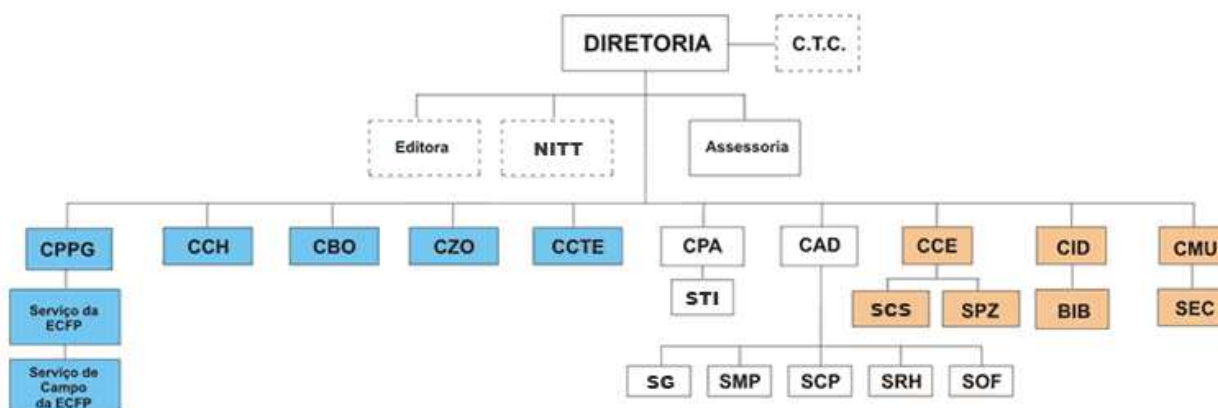 DIRETORIA
C.T.C.
Editora
NITT
Assessoria
CPPG
CCH
CBO
CZO
CCTE
CPA
CAD
CCE
CID
CMU
Serviço da
ECFP
STI
SCS
SPZ
BIB
SEC
Serviço de
Campo
da ECFP
SG
SMP
SCP
SRH
SOF